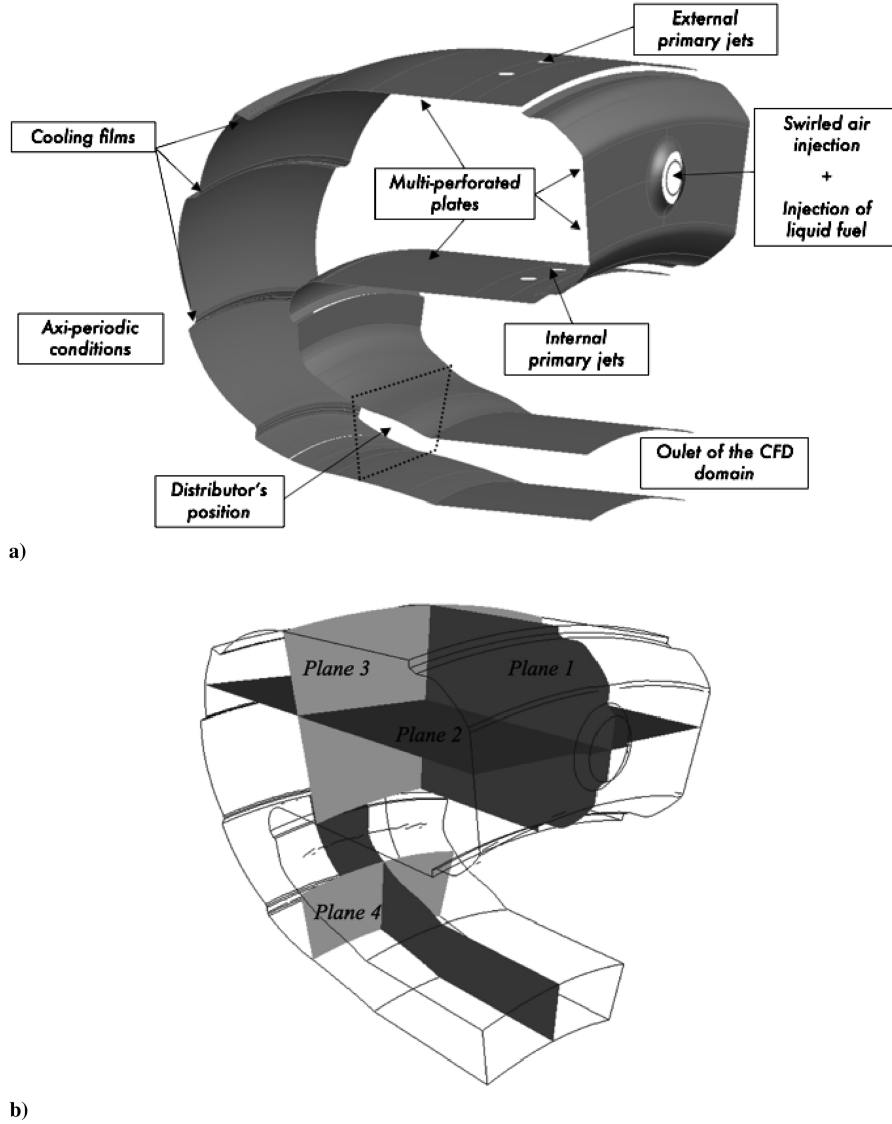 External
primary jets
Cooling films
Swirled air
injection
+
Injection of
liquid fuel
Multi-perforated
plates
Axi-periodic
conditions
Internal
primary jets
Oulet of the CFD
domain
Distributor's
position
a)
Plane 3
Plane 1
Plane 2
Plane 4
b)